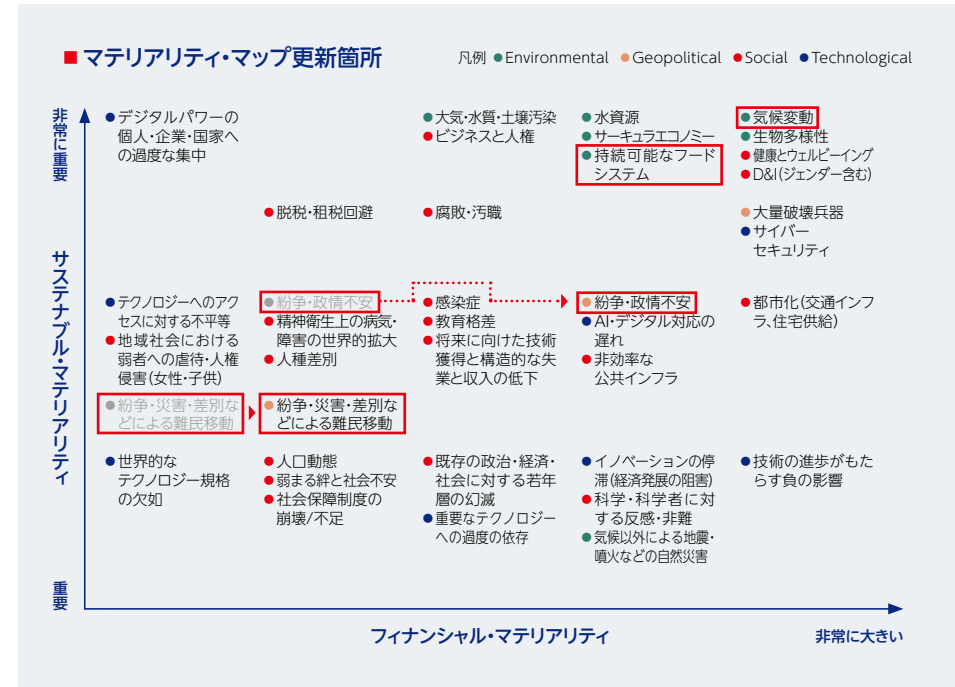 ■ マテリアリティ・マップ更新箇所
凡例 ●Environmental ●Geopolitical ●Social ●Technological
非常に重要
サステナブル・マテリアリティ
重要
●デジタルパワーの
個人・企業・国家へ
の過度な集中
●大気・水質・土壌汚染
●ビジネスと人権
●水資源
●サーキュラエコノミー
●持続可能なフード
システム
●気候変動
●生物多様性
●健康とウェルビーイング
●D&I(ジェンダー含む)
●脱税・租税回避
●腐敗・汚職
●大量破壊兵器
●サイバー
セキュリティ
●テクノロジーへのアク
セスに対する不平等
●地域社会における
弱者への虐待・人権
侵害(女性・子供)
●紛争・災害・差別な
どによる難民移動
●紛争・政情不安
●精神衛生上の病気・
障害の世界的拡大
●人種差別
●紛争・災害・差別な
どによる難民移動
●感染症
●教育格差
●将来に向けた技術
獲得と構造的な失
業と収入の低下
●紛争・政情不安
●AI・デジタル対応の
遅れ
●非効率な
公共インフラ
●都市化(交通インフ
ラ、住宅供給)
●世界的な
テクノロジー規格
の欠如
●人口動態
●弱まる絆と社会不安
●社会保障制度の
崩壊/不足
●既存の政治・経済・
社会に対する若年
層の幻滅
●重要なテクノロジー
への過度の依存
●イノベーションの停
滞(経済発展の阻害)
●科学・科学者に対
する反感・非難
●気候以外による地震・
噴火などの自然災害
●技術の進歩がもた
らす負の影響
フィナンシャル・マテリアリティ
非常に大きい